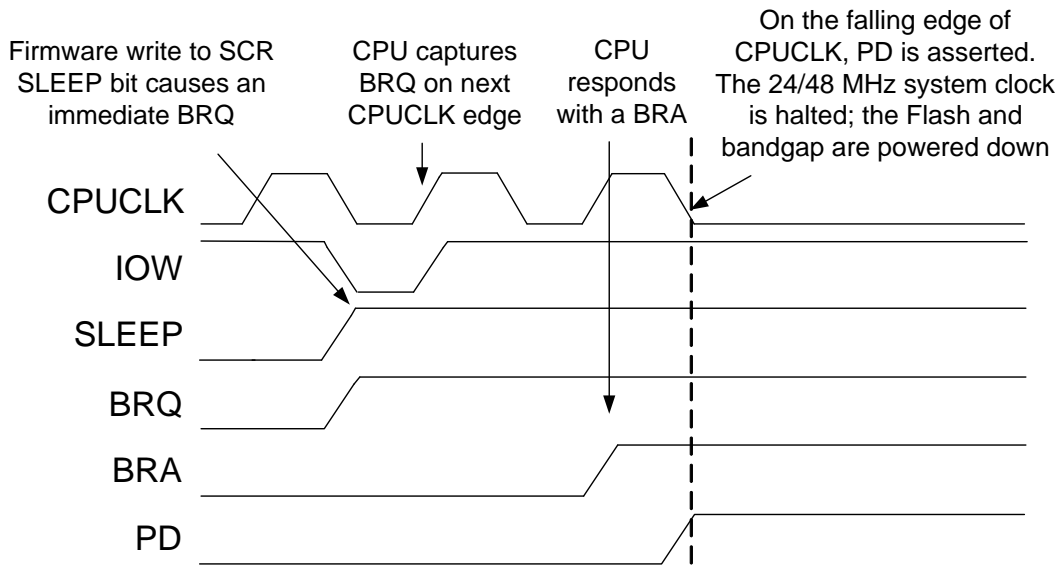 Firmware write to SCR
SLEEP bit causes an
immediate BRQ
CPU captures
BRQ on next
CPUCLK edge
CPU
responds
with a BRA
On the falling edge of
CPUCLK, PD is asserted.
The 24/48 MHz system clock
is halted; the Flash and
bandgap are powered down
CPUCLK
IOW
SLEEP
BRQ
BRA
PD